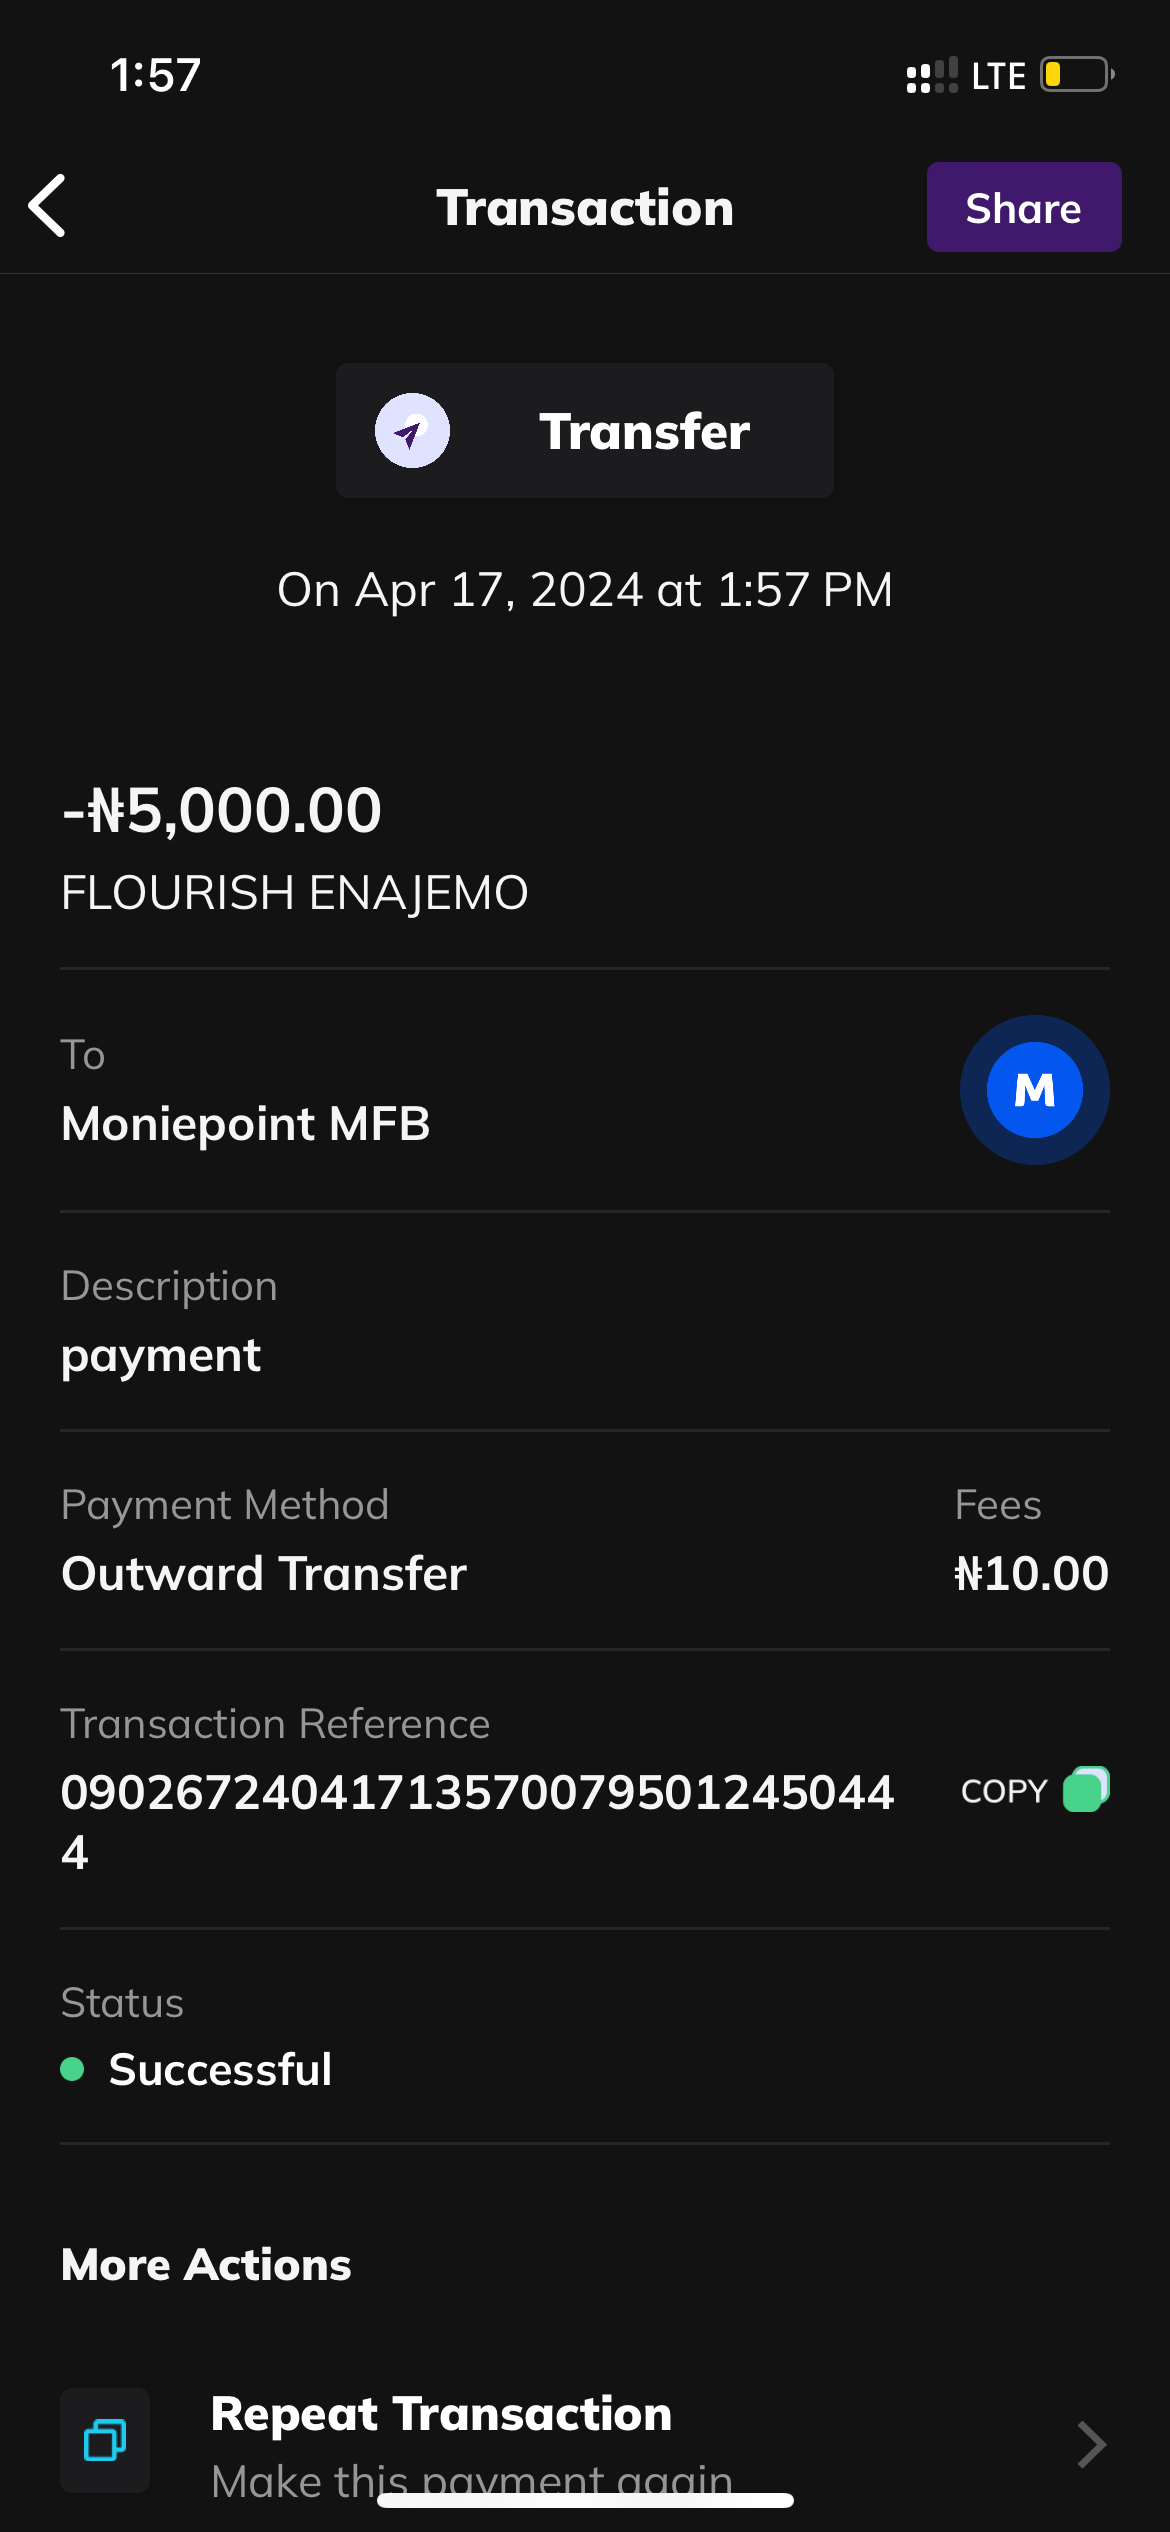 1:57
LTE
Transaction
Share
Transfer
On Apr 17, 2024 at 1:57 PM
-₦5,000.00
FLOURISH ENAJEMO
To
Moniepoint MFB
M
Description
payment
Payment Method
Fees
Outward Transfer
₦10.00
Transaction Reference
09026724041713570079501245044
COPY
4
Status
Successful
More Actions
Repeat Transaction
Make this payment again